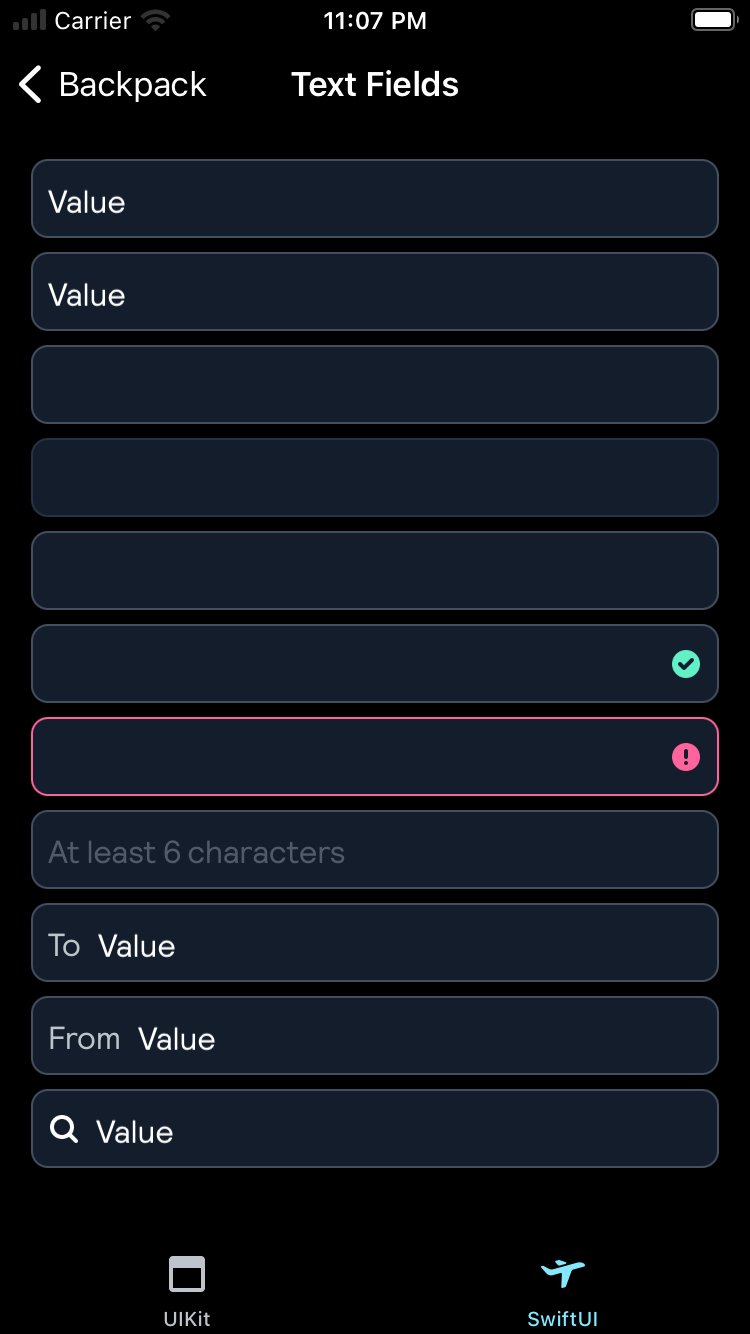 Carrier 11:07 PM
Backpack Text Fields
Value
Value
At least 6 characters
To Value
From Value
Value
UIKit SwiftUI